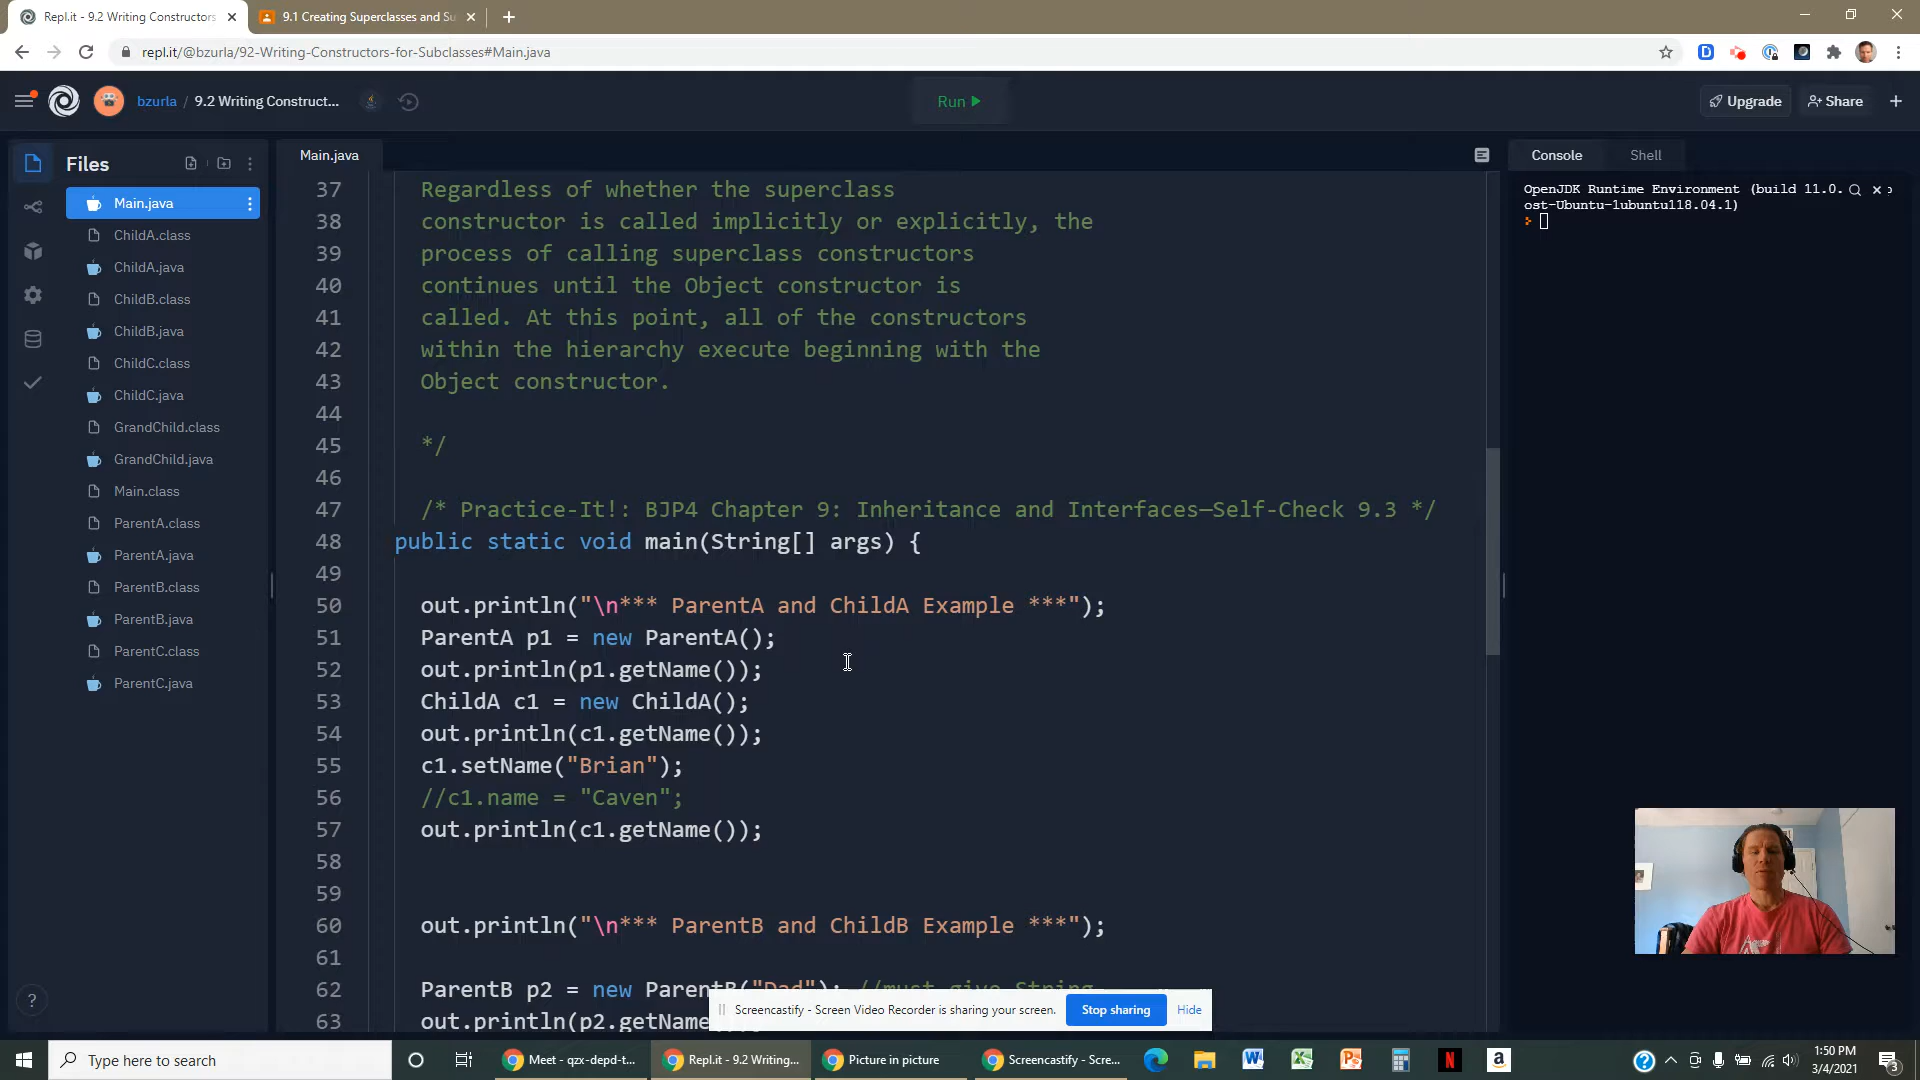 Repl.it - 9.2 Writing Constructors
9.1 Creating Superclasses and Su
repl.it/@bzurla/92-Writing-Constructors-for-Subclasses#Main.java
bzurla / 9.2 Writing Construct...
Run
Upgrade
Share
Files
Main.java
ChildA.class
ChildA.java
ChildB.class
ChildB.java
ChildC.class
ChildC.java
GrandChild.class
GrandChild.java
Main.class
ParentA.class
ParentA.java
ParentB.class
ParentB.java
ParentC.class
ParentC.java
Main.java
37 Regardless of whether the superclass
38 constructor is called implicitly or explicitly, the
39 process of calling superclass constructors
40 continues until the Object constructor is
41 called. At this point, all of the constructors
42 within the hierarchy execute beginning with the
43 Object constructor.
44
45 */
46
47 /* Practice-It!: BJP4 Chapter 9: Inheritance and Interfaces—Self-Check 9.3 */
48 public static void main(String[] args) {
49
50 out.println("\n*** ParentA and ChildA Example ***");
51 ParentA p1 = new ParentA();
52 out.println(p1.getName());
53 ChildA c1 = new ChildA();
54 out.println(c1.getName());
55 c1.setName("Brian");
56 //c1.name = "Caven";
57 out.println(c1.getName());
58
59
60 out.println("\n*** ParentB and ChildB Example ***");
61
62 ParentB p2 = new ParentB("Dad"); //must give String
63 out.println(p2.getName
Console
Shell
OpenJDK Runtime Environment (build 11.0.
ost-Ubuntu-1ubuntu118.04.1)
Screencastify - Screen Video Recorder is sharing your screen.
Stop sharing
Hide
Type here to search
Meet - qzx-depd-t...
Repl.it - 9.2 Writing...
Picture in picture
Screencastify - Scre...
1:50 PM
3/4/2021
3